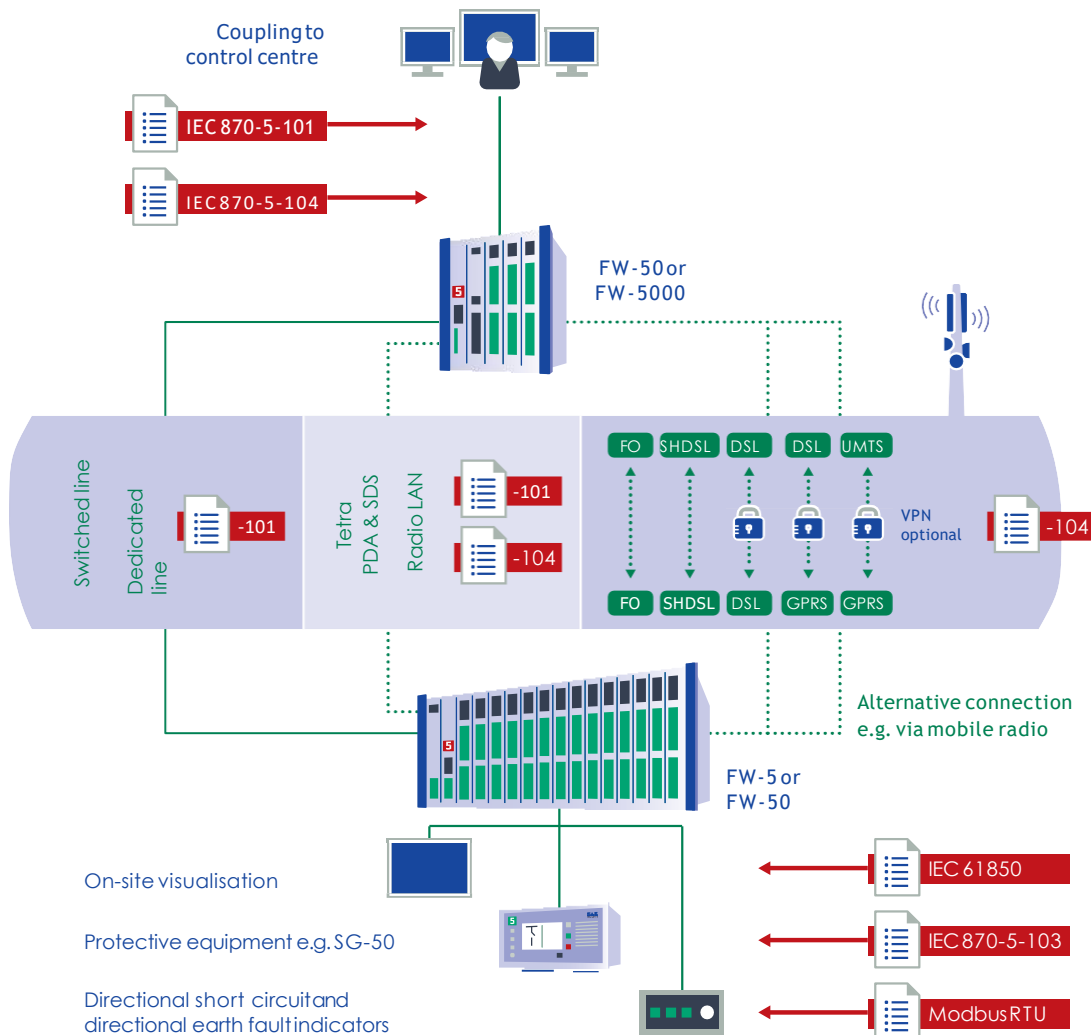 Coupling to
control centre
IEC 870-5-101
IEC 870-5-104
FW-50 or
FW-5000
Switched line
Dedicated
line
-101
Tetra
PDA & SDS
Radio LAN
-101
-104
FO SHDSL DSL DSL UMTS
VPN
optional
-104
FO SHDSL DSL GPRS GPRS
Alternative connection
e.g. via mobile radio
5
5
FW-5 or
FW-50
On-site visualisation
IEC 61850
5
Protective equipment e.g. SG-50
IEC 870-5-103
Directional short circuit and
directional earth fault indicators
Modbus RTU